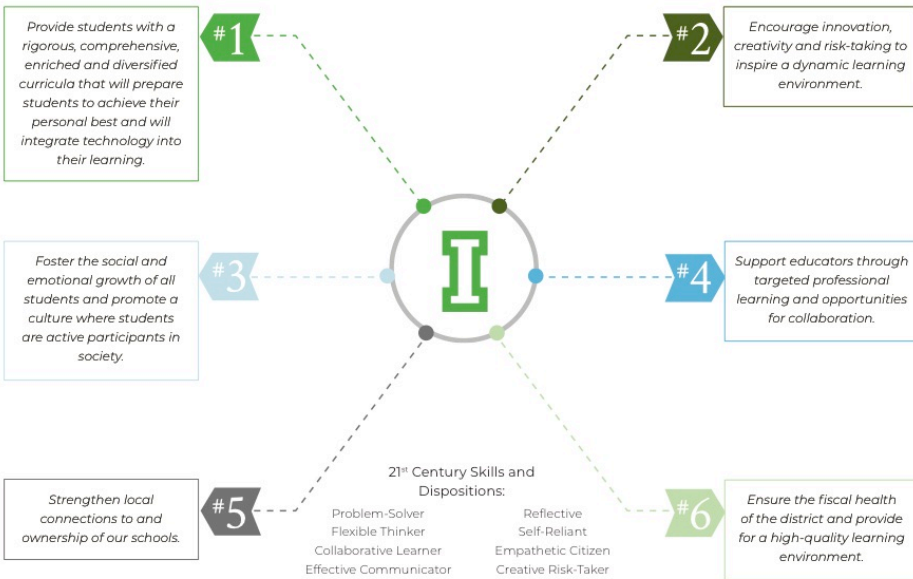 Provide students with a
rigorous, comprehensive,
enriched and diversified
curricula that will prepare
students to achieve their
personal best and will
integrate technology into
their learning.
#1
#2
Encourage innovation,
creativity and risk-taking to
inspire a dynamic learning
environment.
Foster the social and
emotional growth of all
students and promote a
culture where students
are active participants in
society.
#3
I
#4
Support educators through
targeted professional
learning and opportunities
for collaboration.
Strengthen local
connections to and
ownership of our schools.
#5
21st Century Skills and
Dispositions:
Problem-Solver
Flexible Thinker
Collaborative Learner
Effective Communicator
Reflective
Self-Reliant
Empathetic Citizen
Creative Risk-Taker
#6
Ensure the fiscal health
of the district and provide
for a high-quality learning
environment.